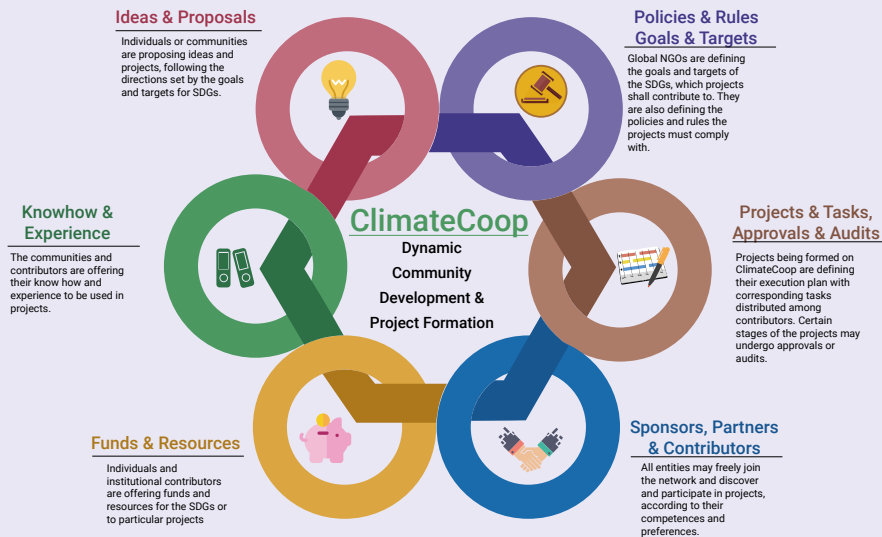 Ideas & Proposals
Individuals or communities
are proposing ideas and
projects, following the
directions set by the goals
and targets for SDGs.
Policies & Rules
Goals & Targets
Global NGOs are defining
the goals and targets of
the SDGs, which projects
shall contribute to. They
are also defining the
policies and rules the
projects must comply
with.
Knowhow &
Experience
The communities and
contributors are offering
their know how and
experience to be used in
projects.
ClimateCoop
Dynamic
Community
Development &
Project Formation
Projects & Tasks,
Approvals & Audits
Projects being formed on
ClimateCoop are defining
their execution plan with
corresponding tasks
distributed among
contributors. Certain
stages of the projects may
undergo approvals or
audits.
Funds & Resources
Individuals and
institutional contributors
are offering funds and
resources for the SDGs or
to particular projects
Sponsors, Partners
& Contributors
All entities may freely join
the network and discover
and participate in projects,
according to their
competences and
preferences.